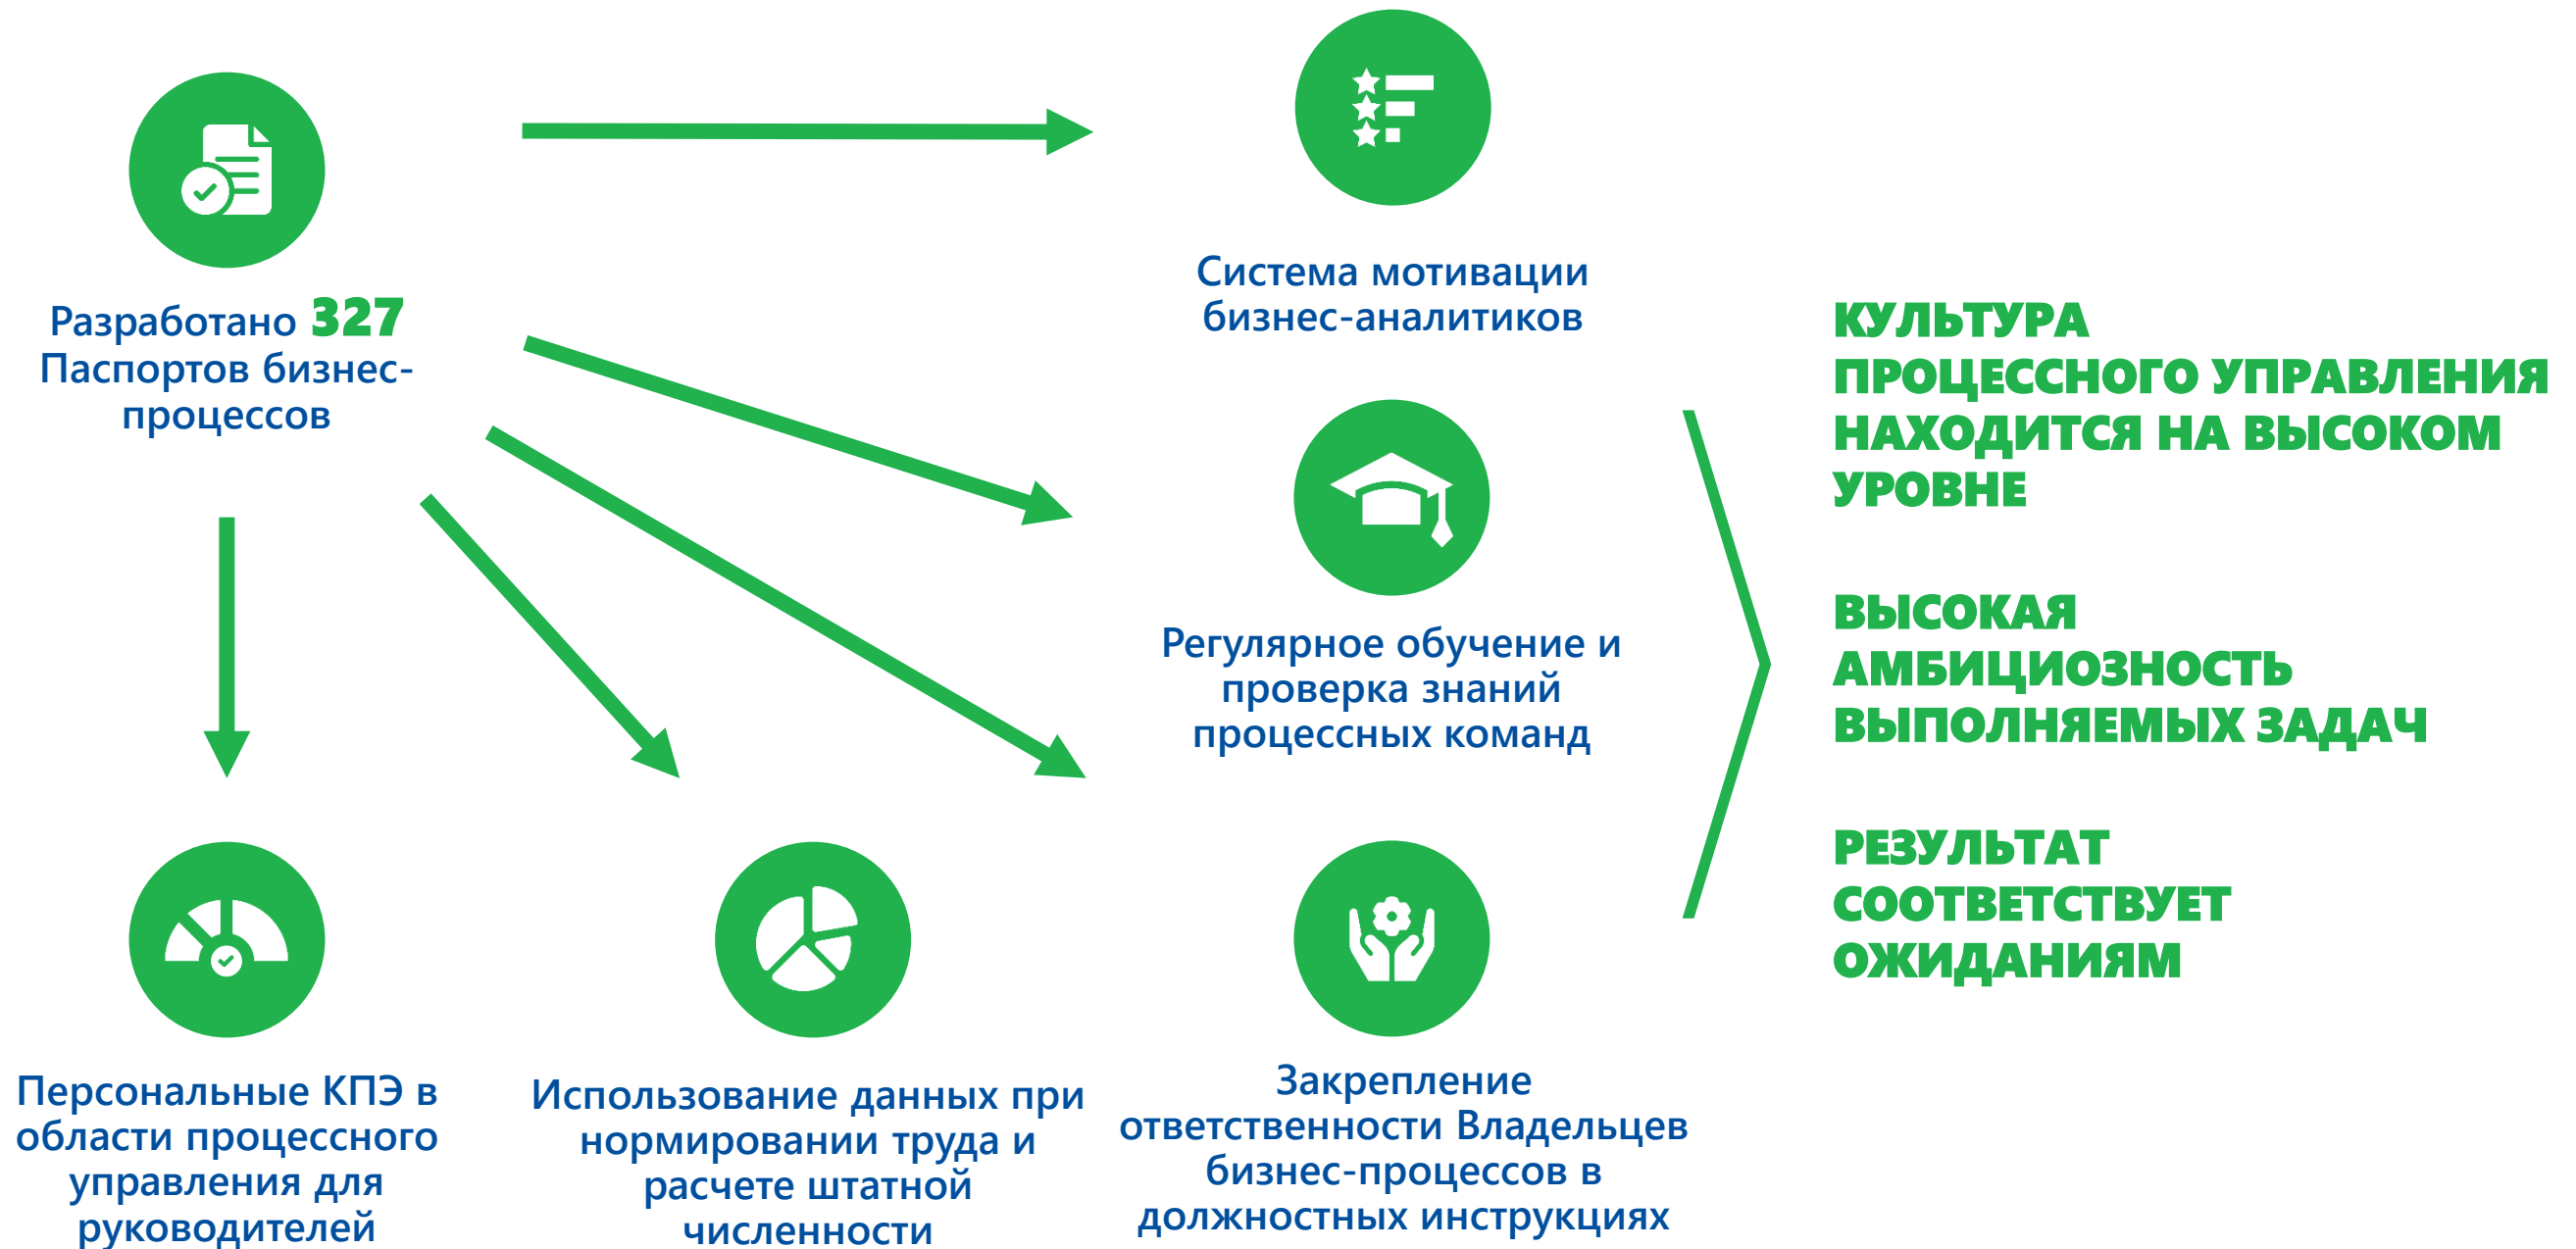 Разработано 327
Паспортов бизнес-
процессов
Система мотивации
бизнес-аналитиков
Регулярное обучение и
проверка знаний
процессных команд
Персональные КПЭ в
области процессного
управления для
руководителей
Использование данных при
нормировании труда и
расчете штатной
численности
Закрепление
ответственности Владельцев
бизнес-процессов в
должностных инструкциях
КУЛЬТУРА
ПРОЦЕССНОГО УПРАВЛЕНИЯ
НАХОДИТСЯ НА ВЫСОКОМ
УРОВНЕ
ВЫСОКАЯ
АМБИЦИОЗНОСТЬ
ВЫПОЛНЯЕМЫХ ЗАДАЧ
РЕЗУЛЬТАТ
СООТВЕТСТВУЕТ
ОЖИДАНИЯМ